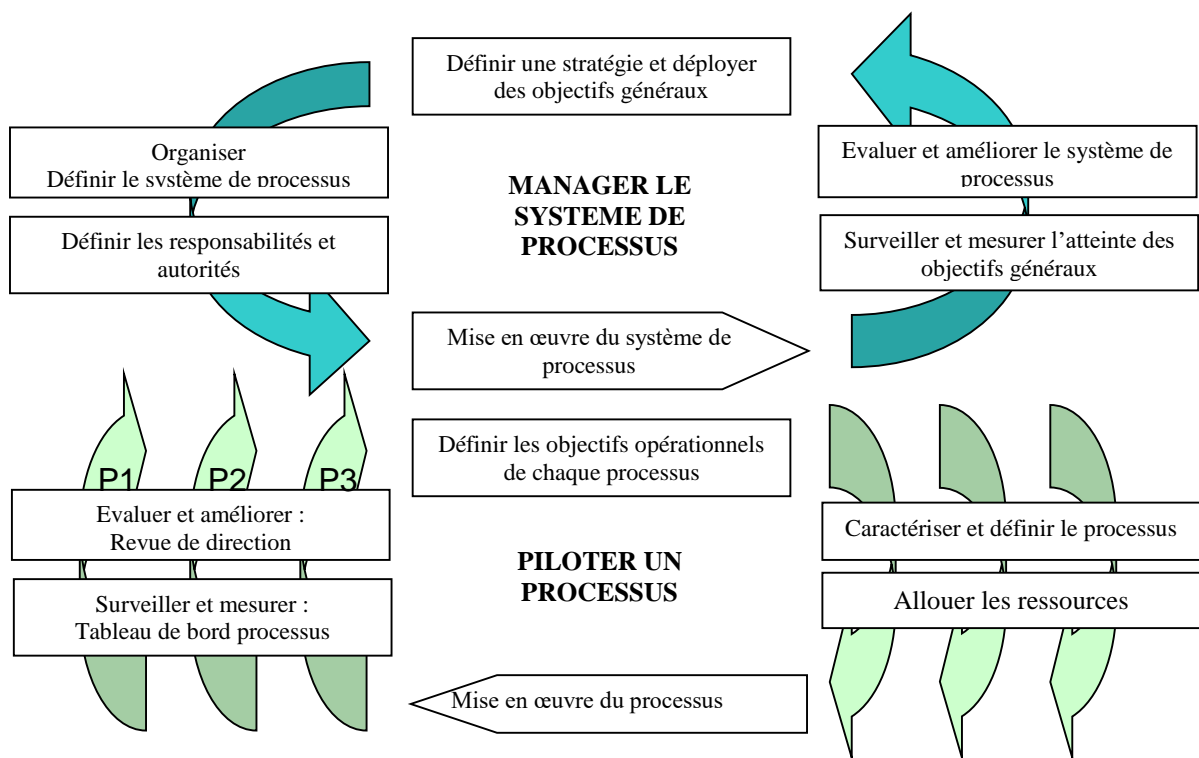 Définir une stratégie et déployer
des objectifs généraux
Organiser
Définir le système de processus
Evaluer et améliorer le système de
processus
MANAGER LE
SYSTEME DE
PROCESSUS
Définir les responsabilités et
autorités
Surveiller et mesurer l’atteinte des
objectifs généraux
Mise en œuvre du système de
processus
Définir les objectifs opérationnels
de chaque processus
P1
P2
P3
Evaluer et améliorer :
Revue de direction
Caractériser et définir le processus
PILOTER UN
PROCESSUS
Surveiller et mesurer :
Tableau de bord processus
Allouer les ressources
Mise en œuvre du processus